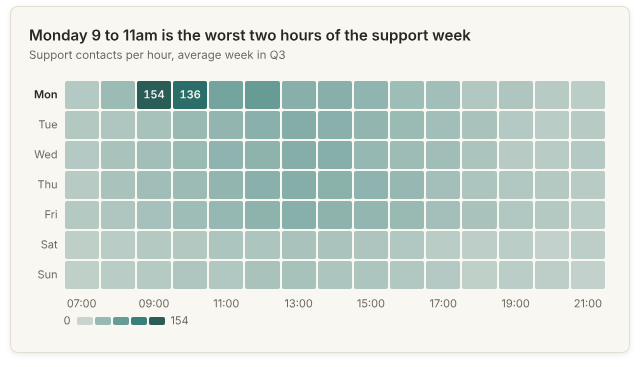 Monday 9 to 11am is the worst two hours of the support week
Support contacts per hour, average week in Q3
Mon 154 136
Tue
Wed
Thu
Fri
Sat
Sun
07:00 09:00 11:00 13:00 15:00 17:00 19:00 21:00
0 154